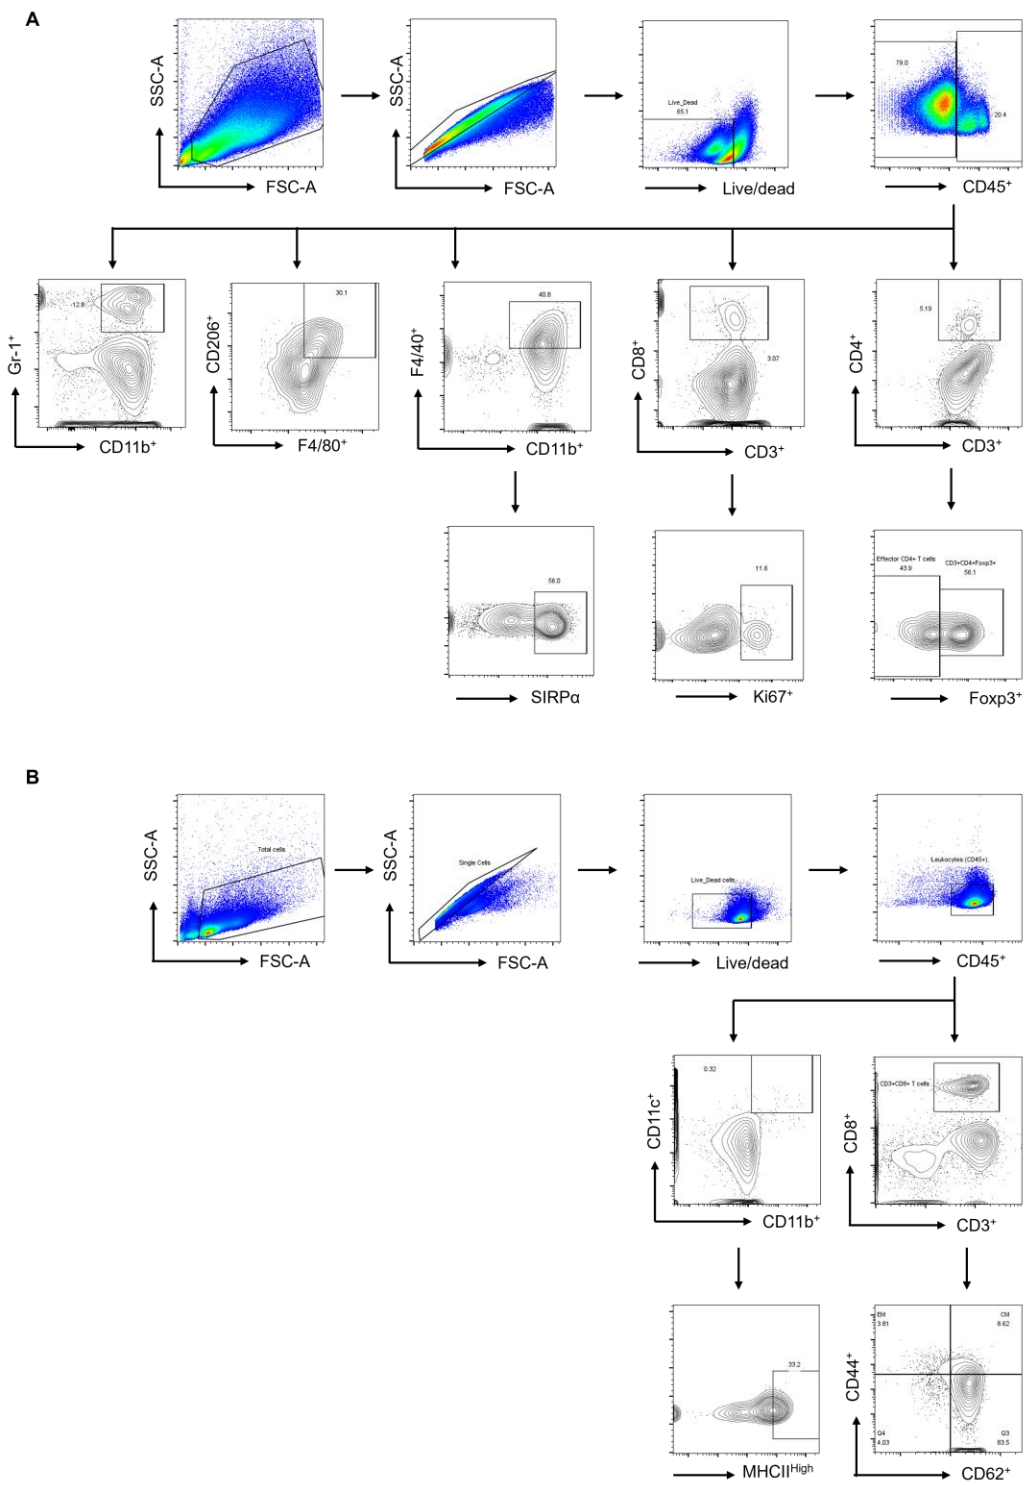 A
SSC-A
FSC-A
SSC-A
FSC-A
Live_Dead
65.1
Live/dead
79.0
20.4
CD45+
Gr-1+
12.8
CD11b+
CD206+
30.1
F4/80+
F4/40+
40.8
CD11b+
CD8+
3.07
CD3+
CD4+
5.19
CD3+
56.0
SIRPα
11.6
Ki67+
Effector CD4+ T cells
43.9
CD3+CD4+Foxp3+
56.1
Foxp3+
B
SSC-A
Total cells
FSC-A
SSC-A
Single Cells
FSC-A
Live_Dead cells
Live/dead
Leukocytes (CD45+)
CD45+
CD11c+
0.32
CD11b+
CD8+
CD3+CD8+ T cells
CD3+
33.2
MHCIIHigh
CD44+
EM
3.81
CM
8.62
Q4
4.03
Q3
83.5
CD62+